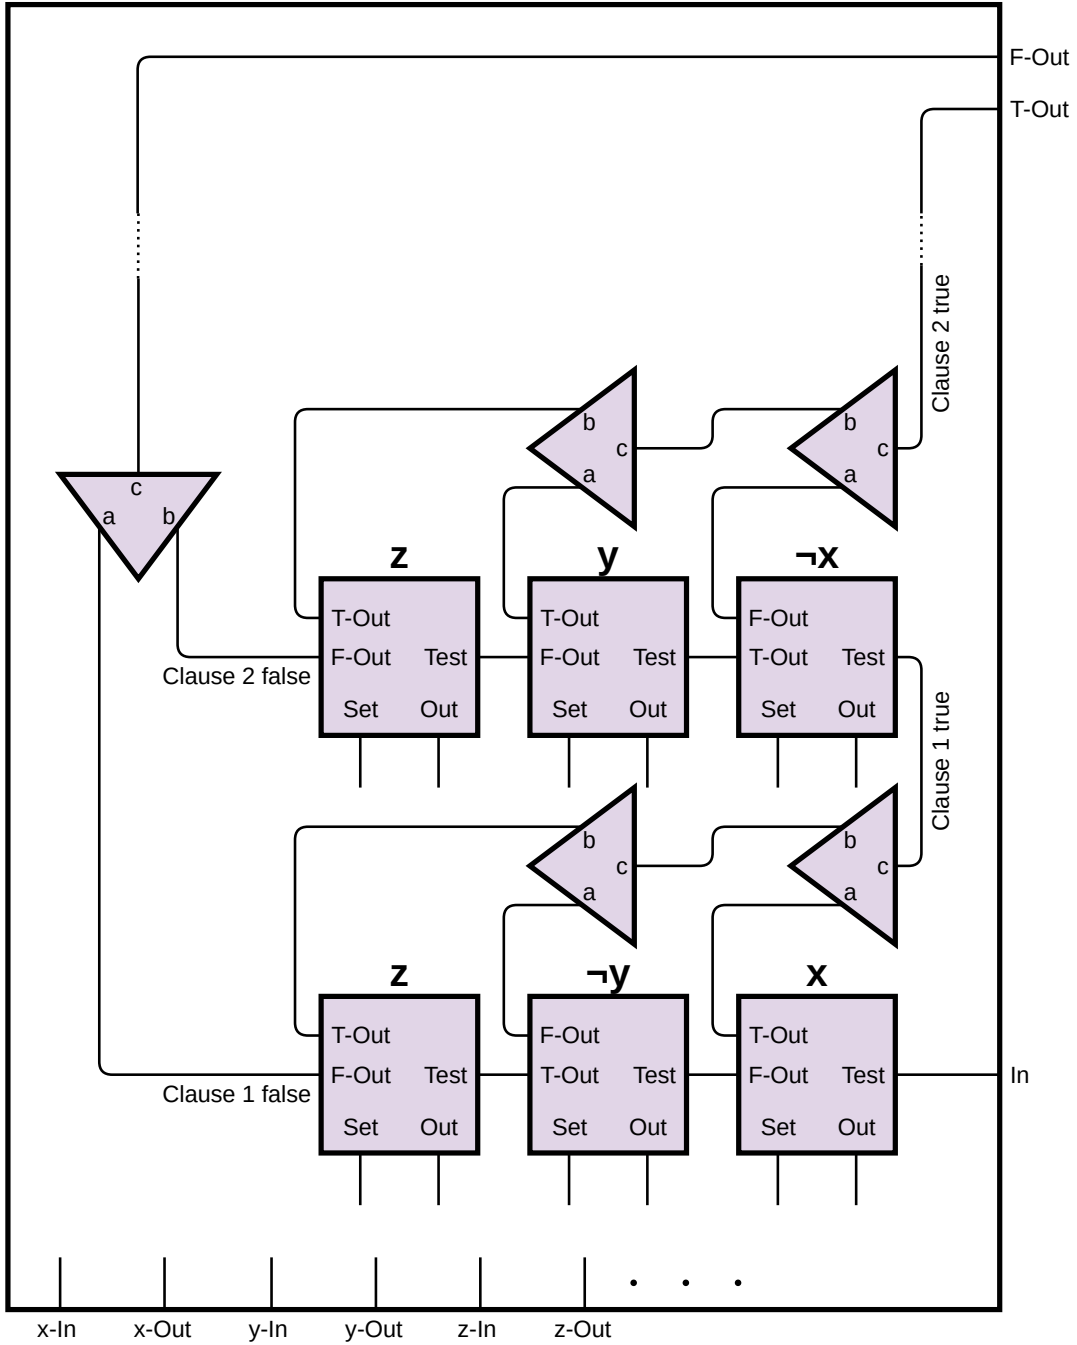 F-Out
T-Out
Clause 2 true
b
c
a
b
c
a
c
a b
z y ¬x
T-Out
F-Out Test
Set Out
T-Out
F-Out Test
Set Out
F-Out
T-Out Test
Set Out
Clause 2 false
Clause 1 true
b
c
a
b
c
a
z ¬y x
T-Out
F-Out Test
Set Out
F-Out
T-Out Test
Set Out
T-Out
F-Out Test
Set Out
In
Clause 1 false
x-In x-Out y-In y-Out z-In z-Out